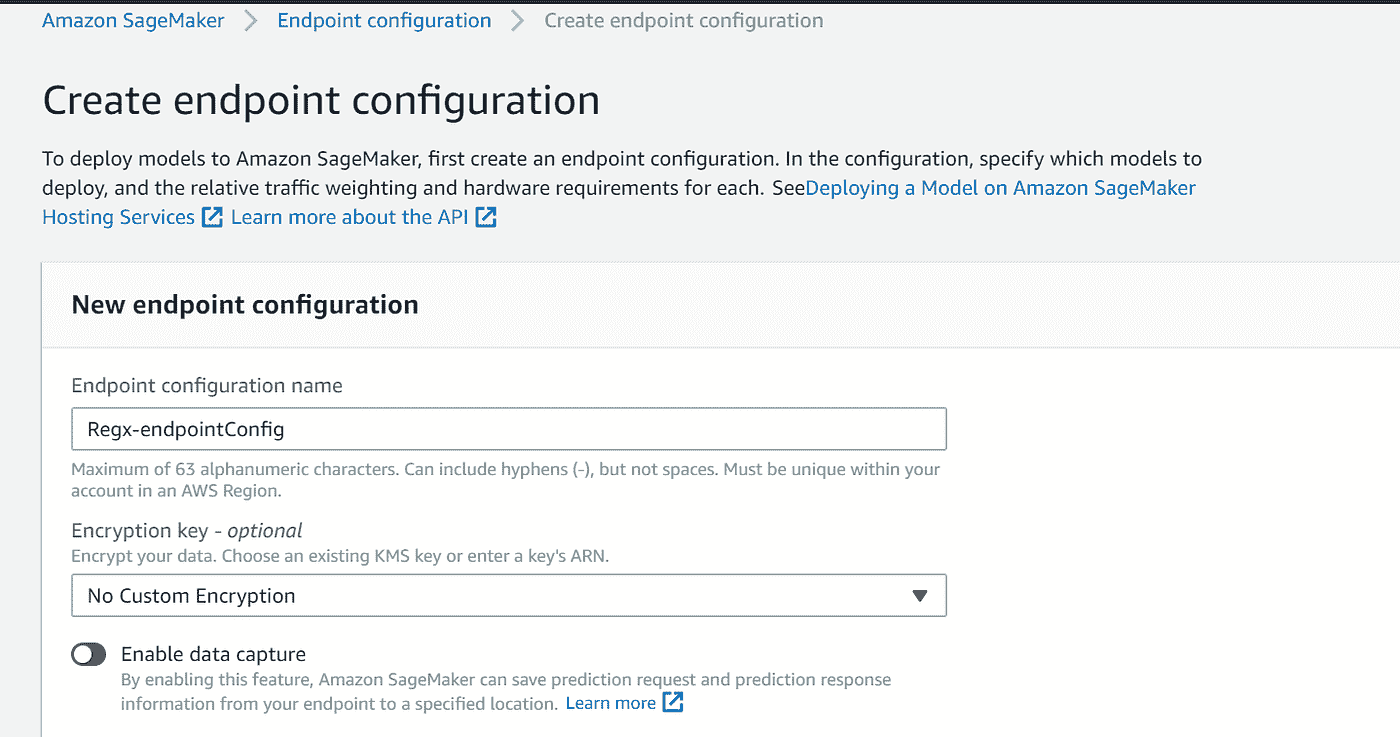 Amazon SageMaker > Endpoint configuration > Create endpoint configuration
Create endpoint configuration
To deploy models to Amazon SageMaker, first create an endpoint configuration. In the configuration, specify which models to
deploy, and the relative traffic weighting and hardware requirements for each. SeeDeploying a Model on Amazon SageMaker
Hosting Services Learn more about the API
New endpoint configuration
Endpoint configuration name
Regx-endpointConfig
Maximum of 63 alphanumeric characters. Can include hyphens (-), but not spaces. Must be unique within your
account in an AWS Region.
Encryption key - optional
Encrypt your data. Choose an existing KMS key or enter a key's ARN.
No Custom Encryption
Enable data capture
By enabling this feature, Amazon SageMaker can save prediction request and prediction response
information from your endpoint to a specified location. Learn more